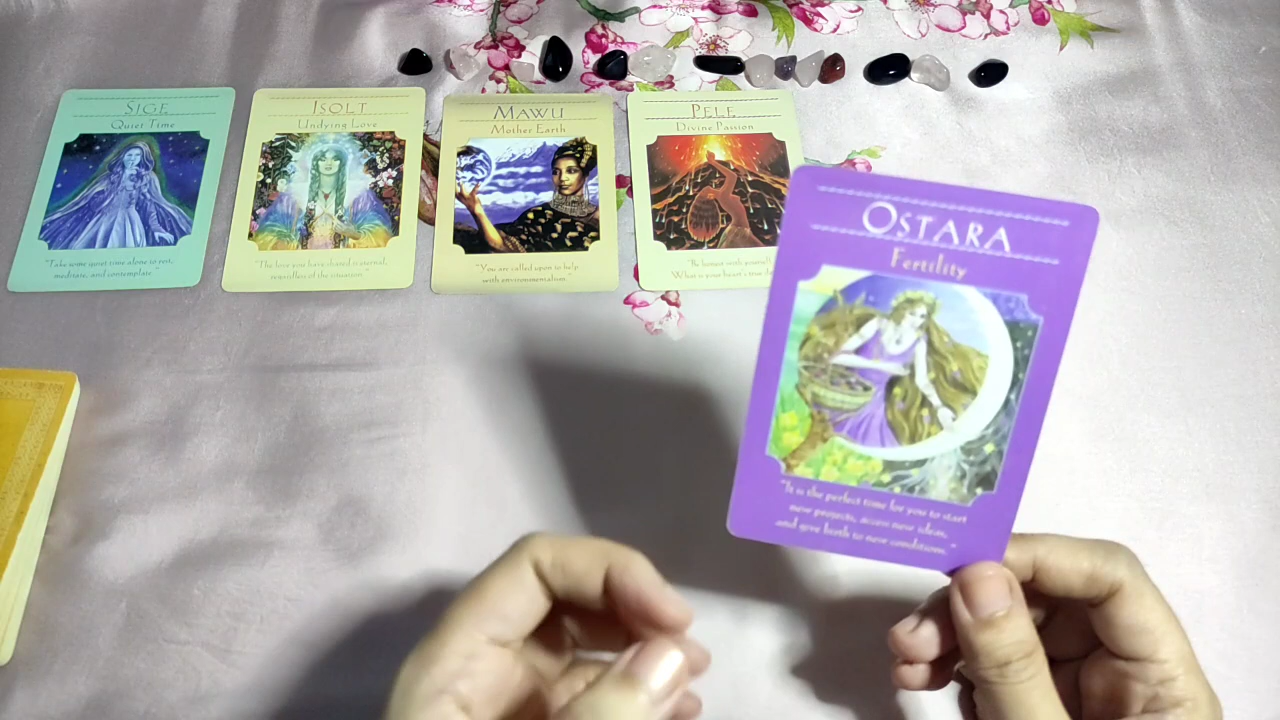 SIGE
Quiet Time
"Take some quiet time alone to rest,
meditate, and contemplate."
ISOLT
Undying Love
"The love you have shared is eternal,
regardless of the situation."
MAWU
Mother Earth
"You are called upon to help
with environmentalism."
PELE
Divine Passion
"Be honest with yourself
What is your heart's true
OSTARA
Fertility
"It is the perfect time for you to start
new projects, access new ideas,
and give birth to new conditions."